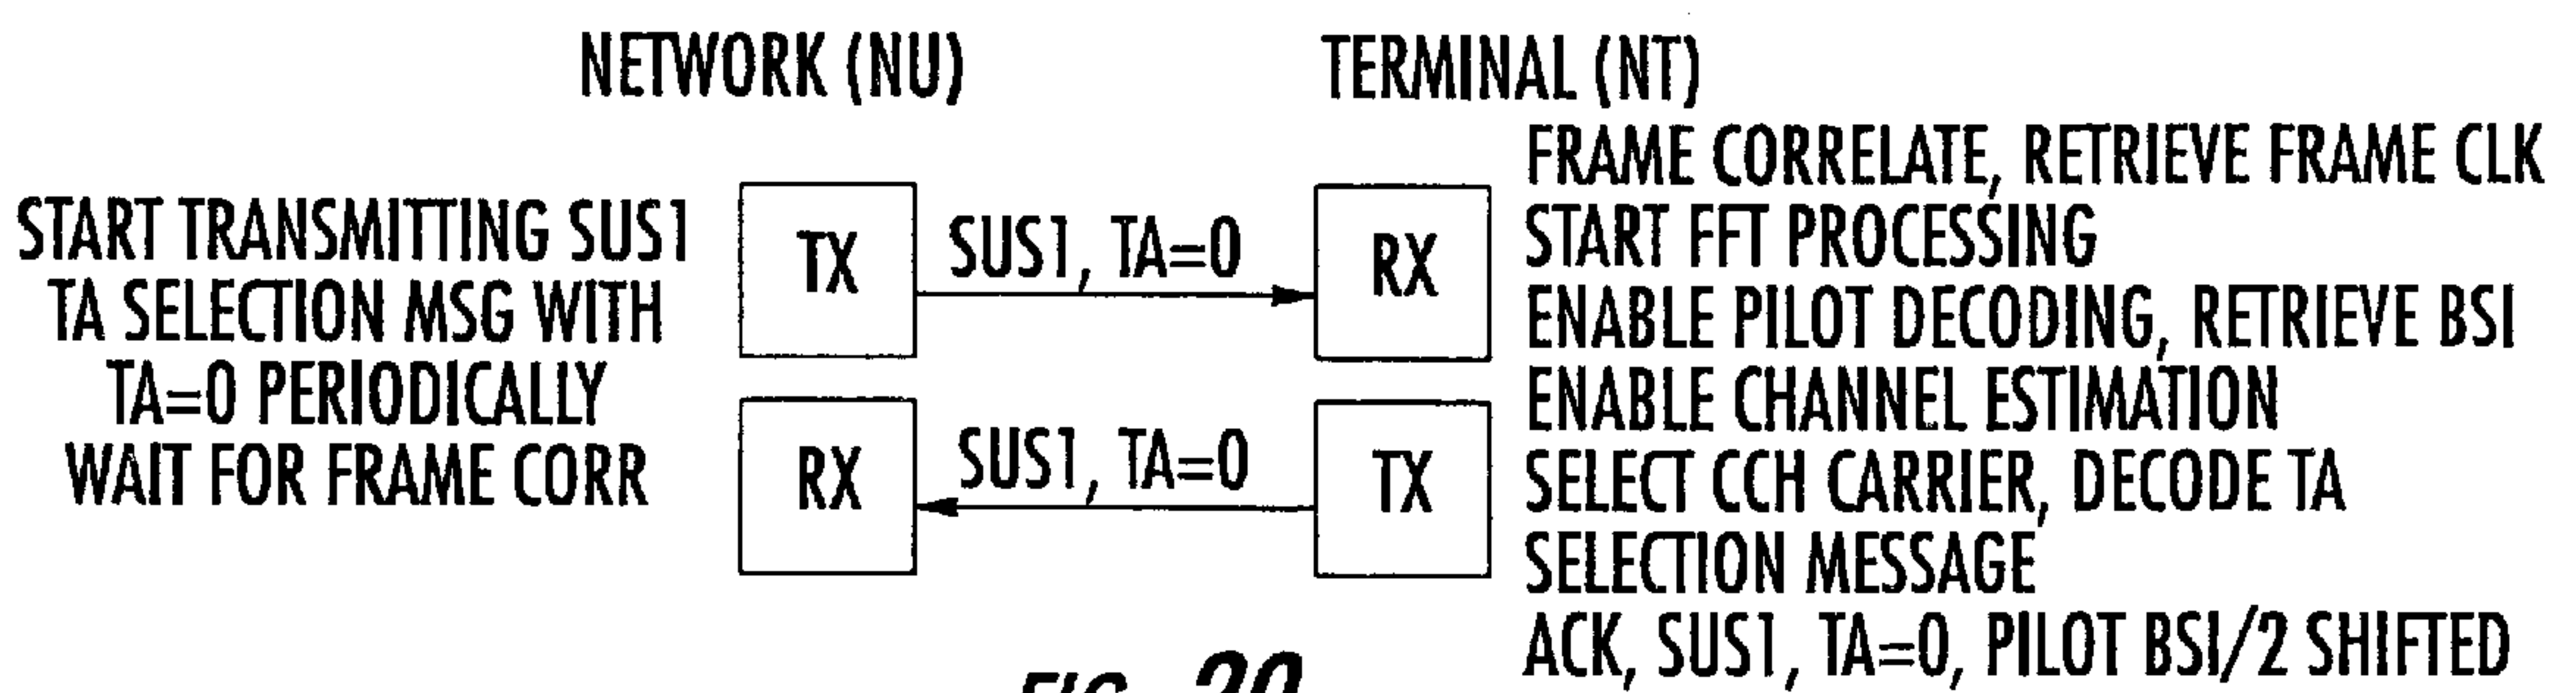 NETWORK (NU)
TERMINAL (NT)
START TRANSMITTING SUS1
TA SELECTION MSG WITH
TA=0 PERIODICALLY
WAIT FOR FRAME CORR
TX
SUS1, TA=0
RX
RX
SUS1, TA=0
TX
FRAME CORRELATE, RETRIEVE FRAME CLK
START FFT PROCESSING
ENABLE PILOT DECODING, RETRIEVE BSI
ENABLE CHANNEL ESTIMATION
SELECT CCH CARRIER, DECODE TA
SELECTION MESSAGE
ACK, SUS1, TA=0, PILOT BSI/2 SHIFTED